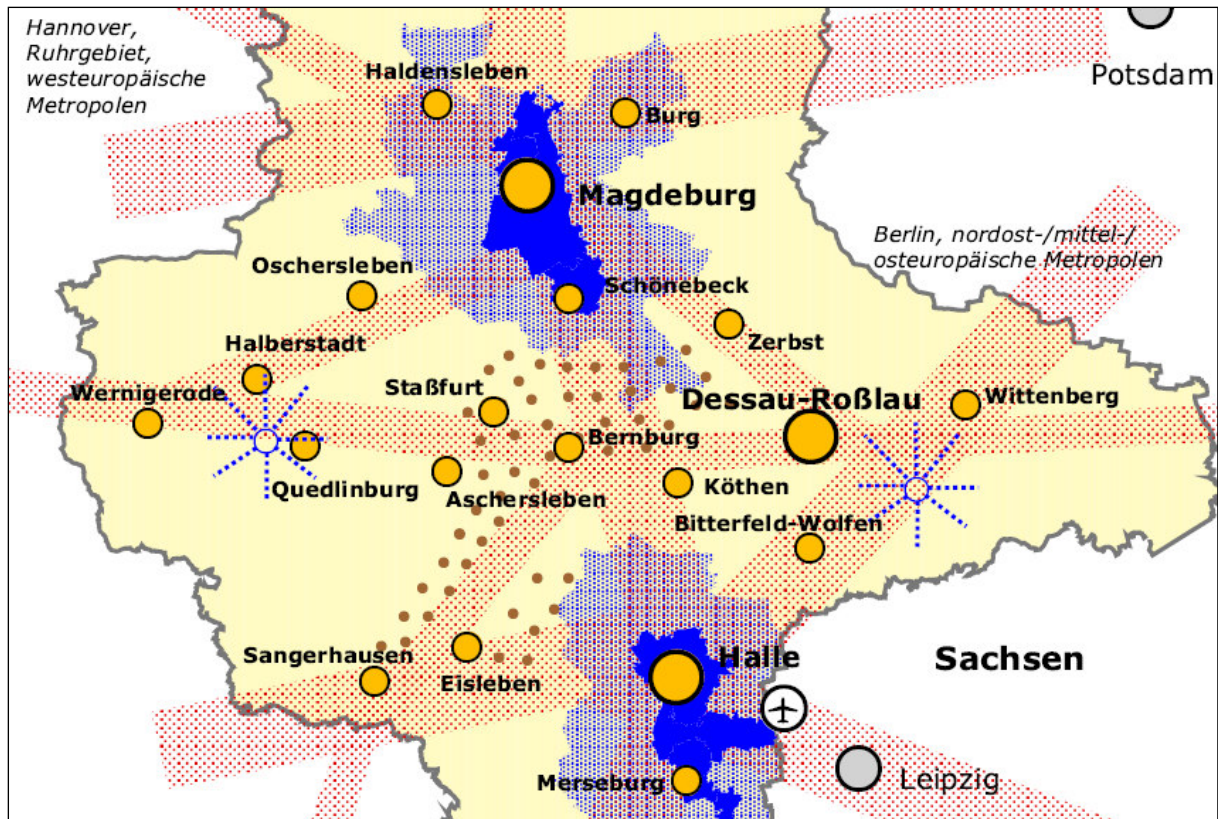 Hannover,
Ruhrgebiet,
westeuropäische
Metropolen
Haldensleben
Potsdam
Burg
Magdeburg
Berlin, nordost-/mittel-/
osteuropäische Metropolen
Oschersleben
Schönebeck
Halberstadt
Zerbst
Wernigerode
Staßfurt
Dessau-Roßlau
Wittenberg
Bernburg
Quedlinburg
Aschersleben
Köthen
Bitterfeld-Wolfen
Sangerhausen
Halle
Sachsen
Eisleben
Merseburg
Leipzig